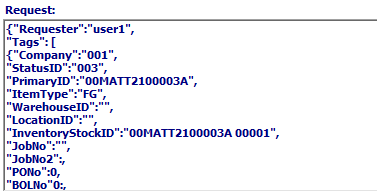 Request:
{"Requester":"user1",
"Tags": [
{"Company":"001",
"StatusID":"003",
"PrimaryID":"00MATT2100003A",
"ItemType":"FG",
"WarehouseID":"",
"LocationID":"",
"InventoryStockID":"00MATT2100003A 00001",
"JobNo":"",
"JobNo2":,
"PONo":0,
"BOLNo"0:,